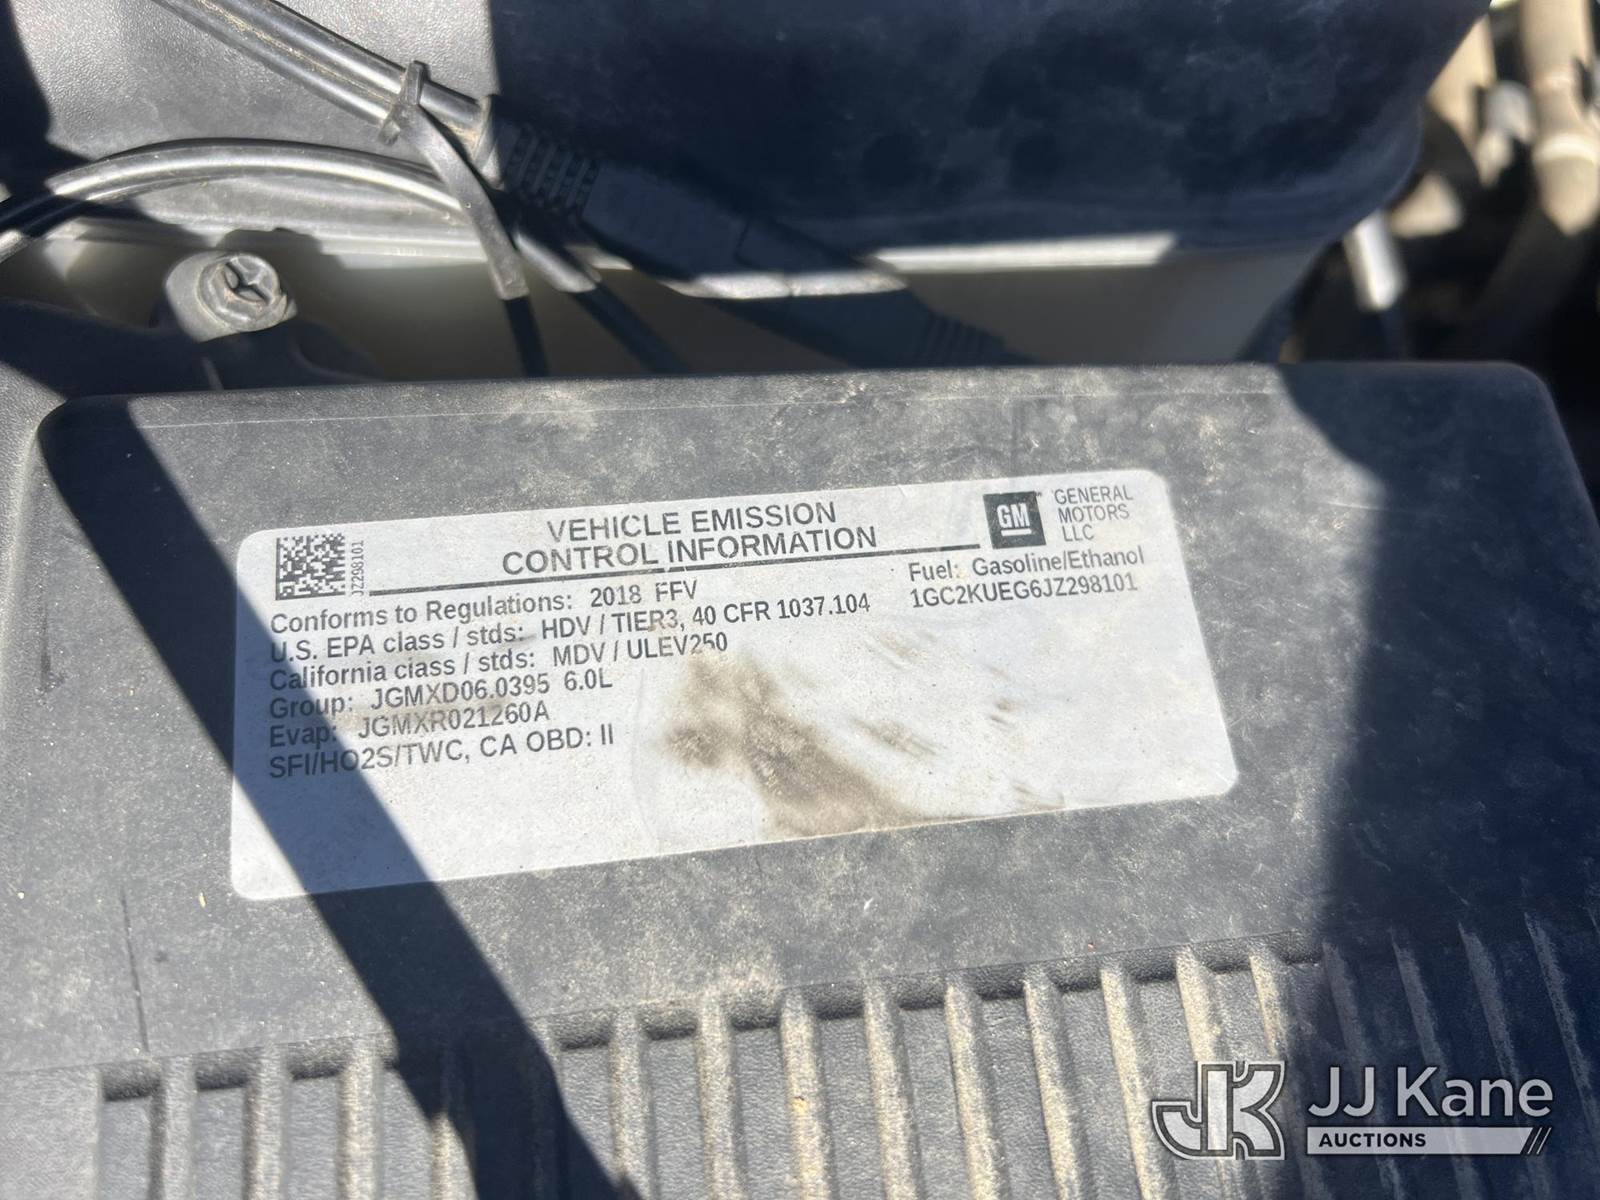 VEHICLE EMISSION
CONTROL INFORMATION
GM
GENERAL
MOTORS
LLC
JZ298101
Conforms to Regulations: 2018 FFV
Fuel: Gasoline/Ethanol
U.S. EPA class / stds: HDV / TIER3, 40 CFR 1037.104
1GC2KUEG6JZ298101
California class / stds: MDV / ULEV250
Group: JGMXD06.0395 6.0L
Evap: JGMXR021260A
SFI/HO2S/TWC, CA OBD: II
JK
JJ Kane
AUCTIONS